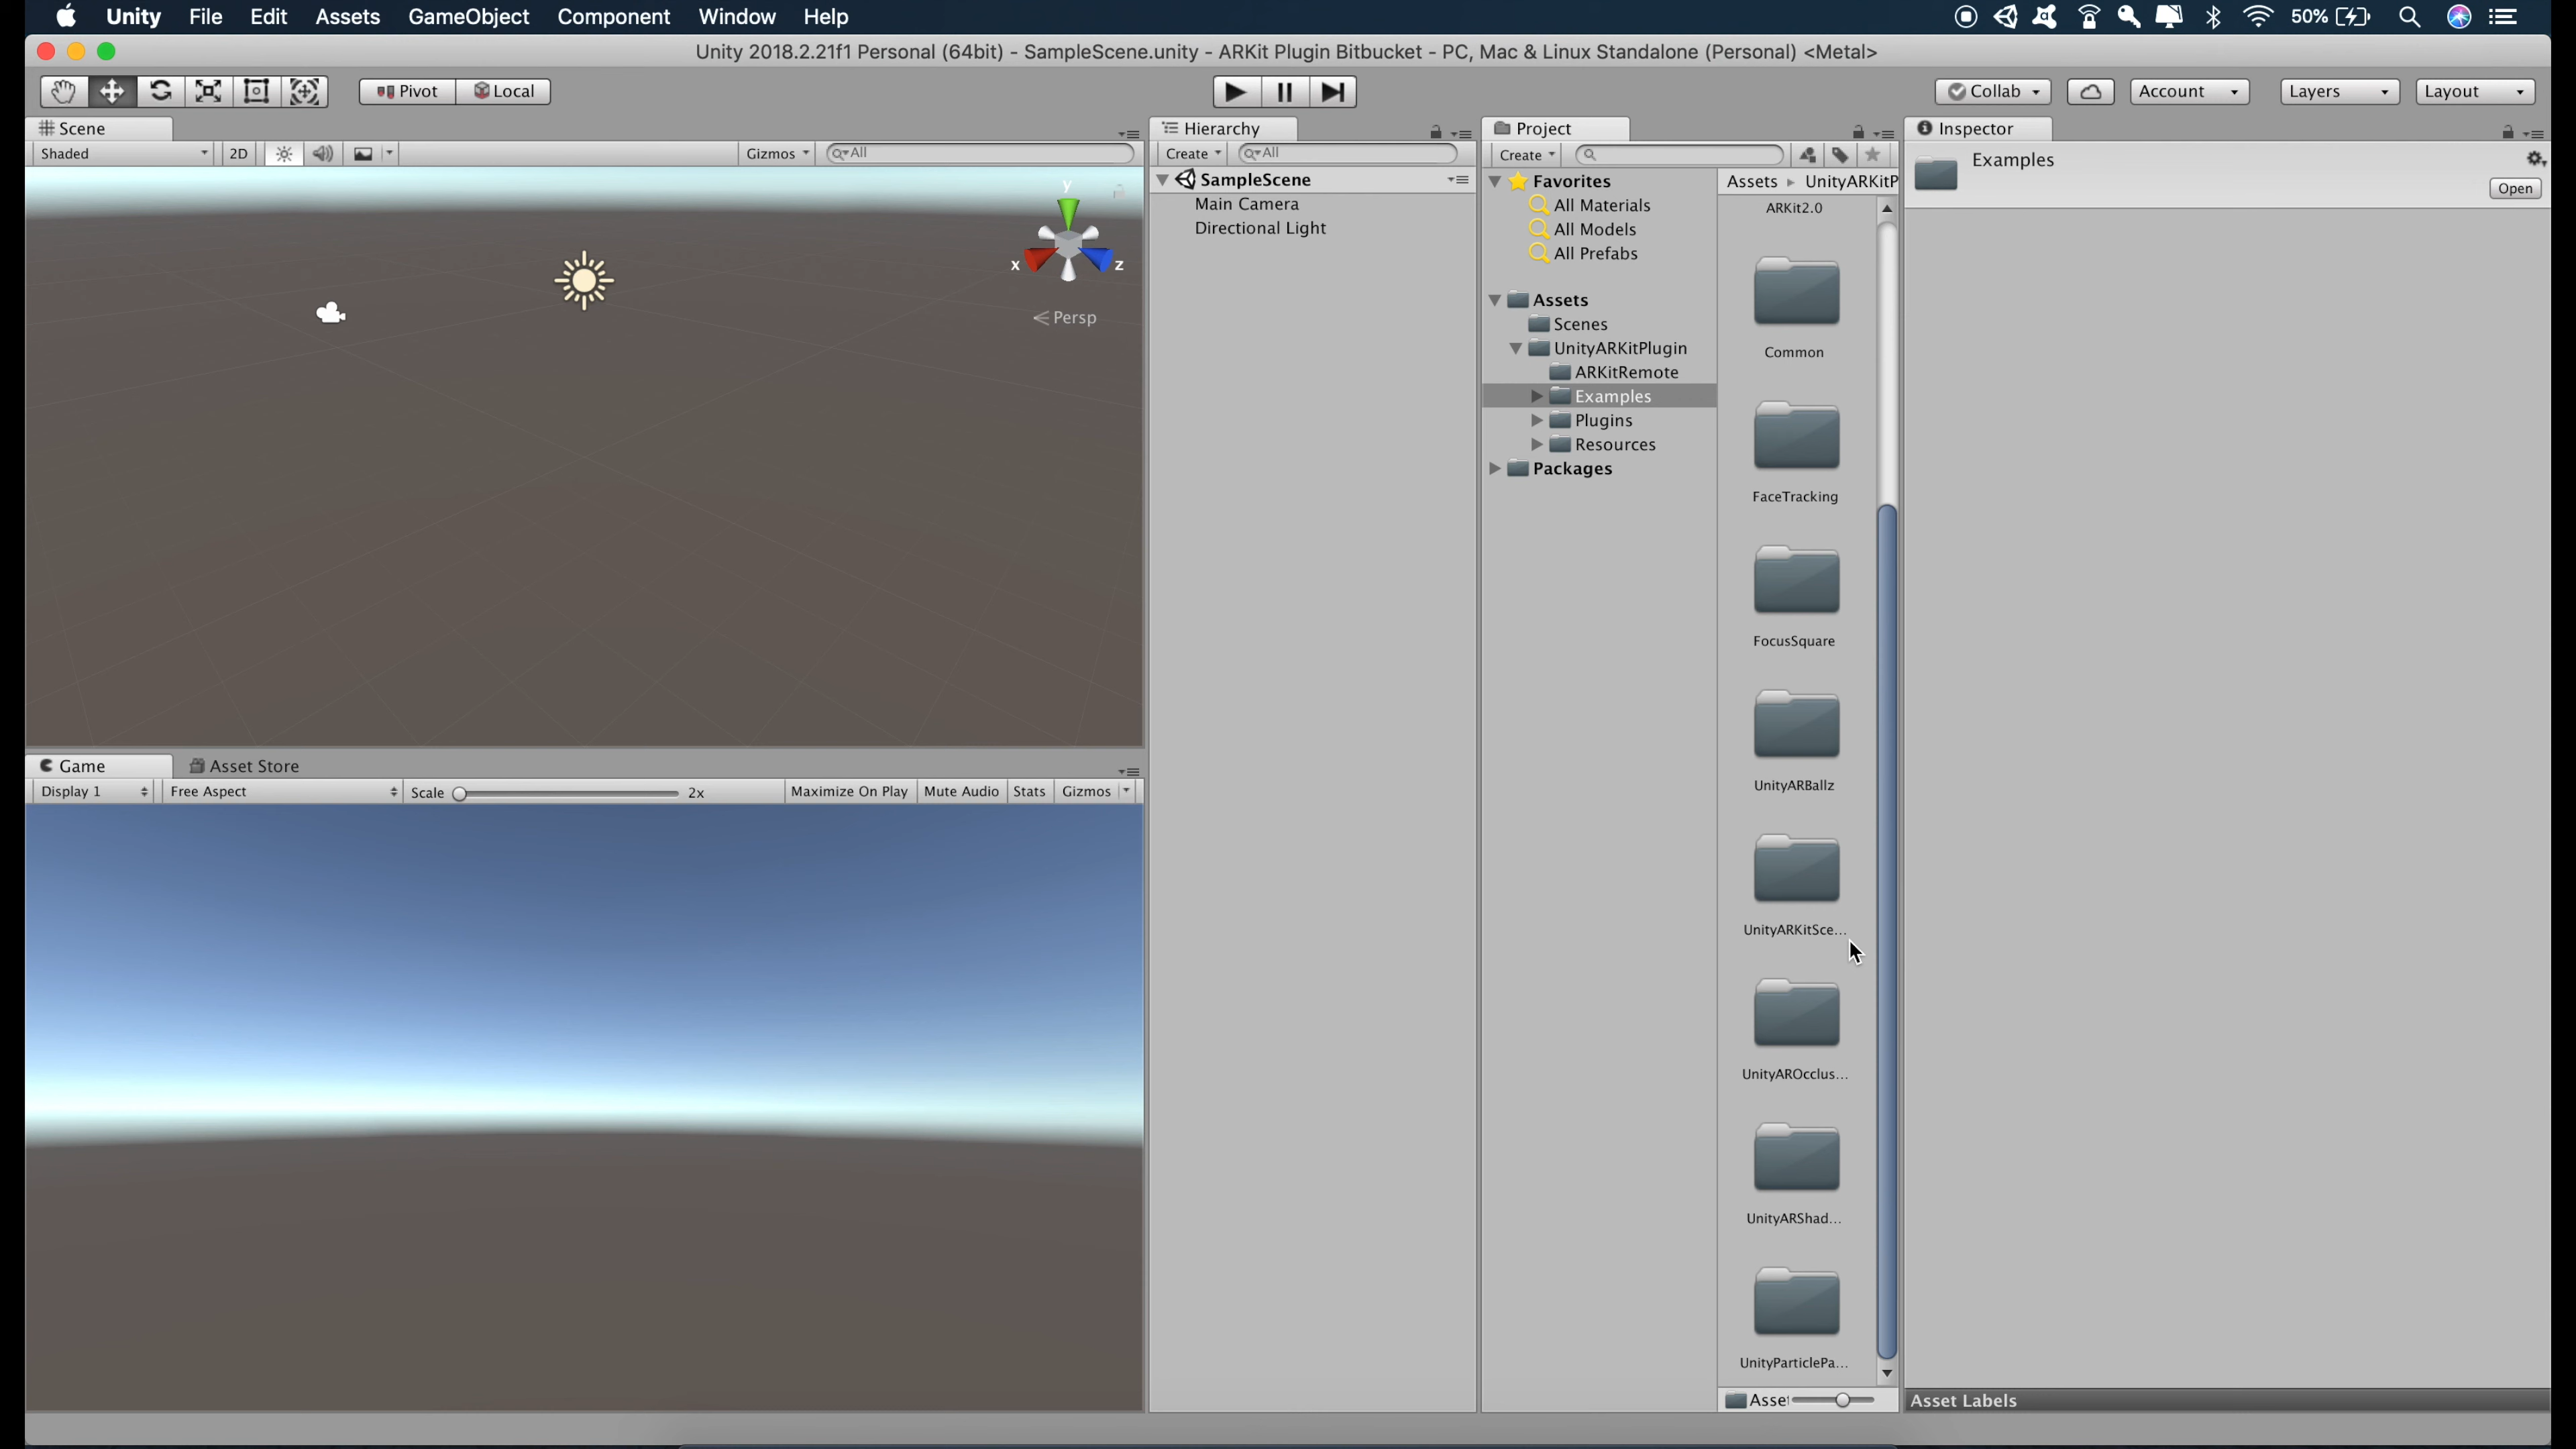 Unity File Edit Assets GameObject Component Window Help 50%
Unity 2018.2.21f1 Personal (64bit) - SampleScene.unity - ARKit Plugin Bitbucket - PC, Mac & Linux Standalone (Personal) <Metal>
Pivot Local Collab Account Layers Layout
Scene
Shaded 2D Gizmos All
y
x z
Persp
Hierarchy
Create All
SampleScene
Main Camera
Directional Light
Project
Create
Favorites
All Materials
All Models
All Prefabs
Assets
Scenes
UnityARKitPlugin
ARKitRemote
Examples
Plugins
Resources
Packages
Assets UnityARKitP
ARKit2.0
Common
FaceTracking
FocusSquare
UnityARBallz
UnityARKitSce...
UnityAROcclus...
UnityARShad...
UnityParticlePa...
Asse
Inspector
Examples
Open
Asset Labels
Game Asset Store
Display 1 Free Aspect Scale 2x Maximize On Play Mute Audio Stats Gizmos